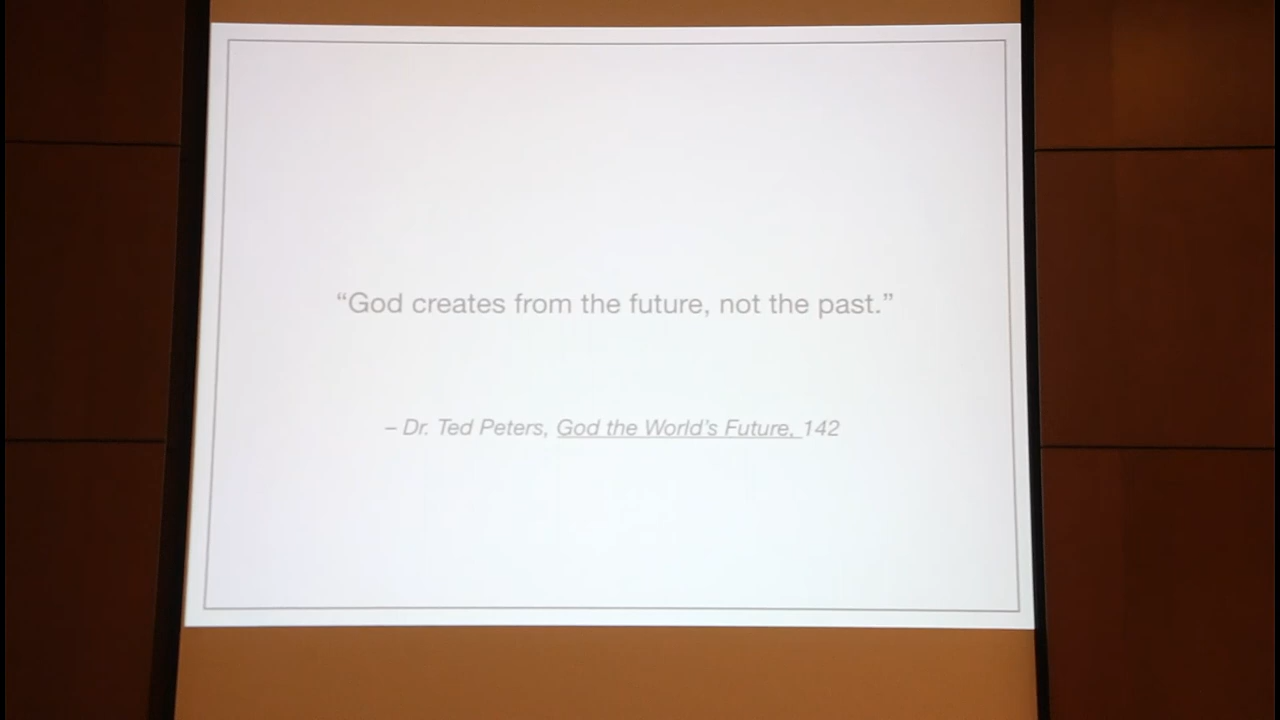 “God creates from the future, not the past.”
– Dr. Ted Peters, God the World’s Future, 142